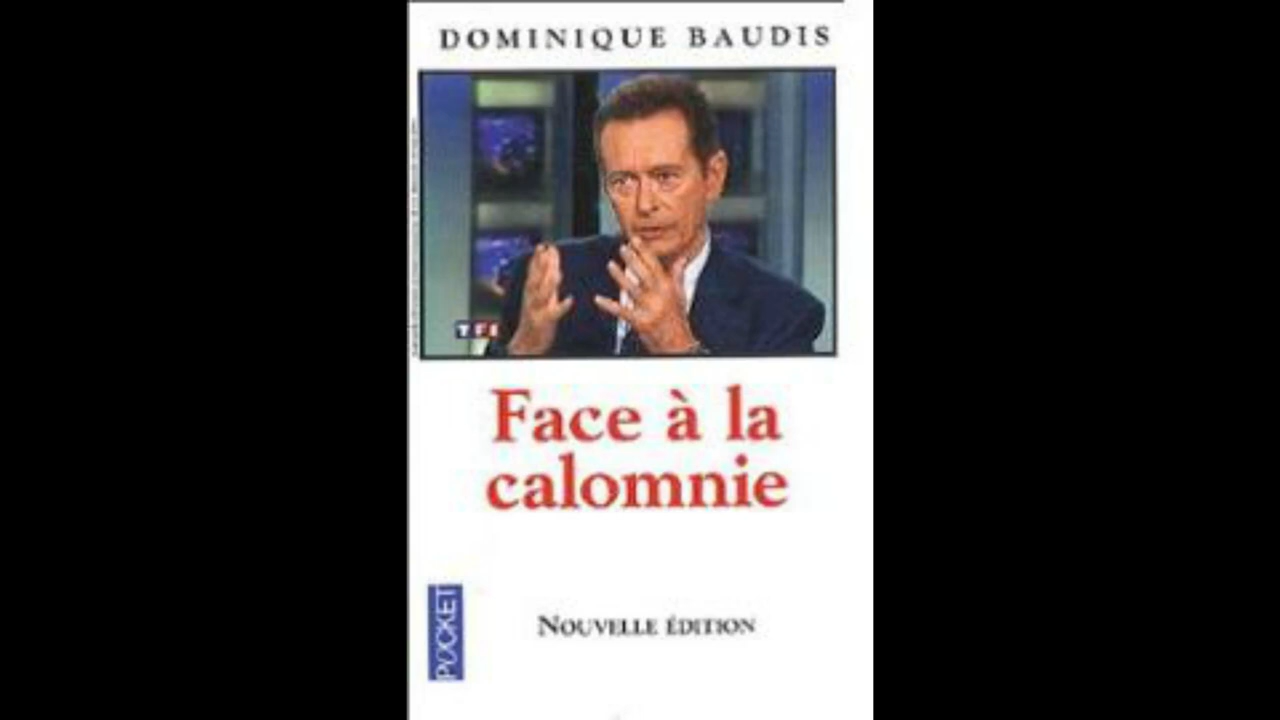 DOMINIQUE BAUDIS
TF1
Face à la
calomnie
NOUVELLE ÉDITION
POCKET